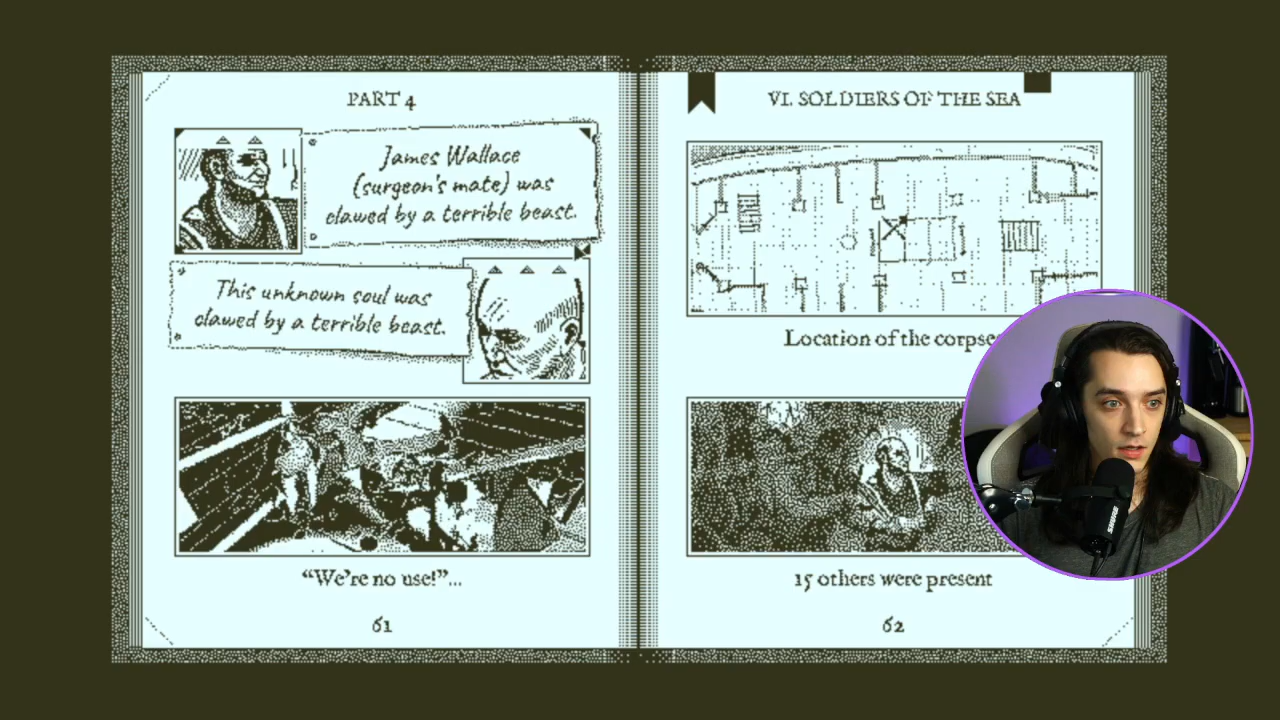 PART 4
James Wallace
(surgeon's mate) was
clawed by a terrible beast.
This unknown soul was
clawed by a terrible beast.
"We're no use!"...
61
VI. SOLDIERS OF THE SEA
Location of the corpse
15 others were present
62
SHURE